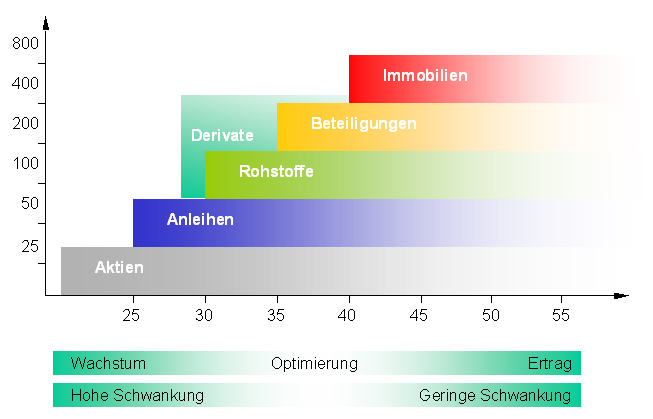 800
400
200
100
50
25
Immobilien
Beteiligungen
Derivate
Rohstoffe
Anleihen
Aktien
25 30 35 40 45 50 55
Wachstum Optimierung Ertrag
Hohe Schwankung Geringe Schwankung